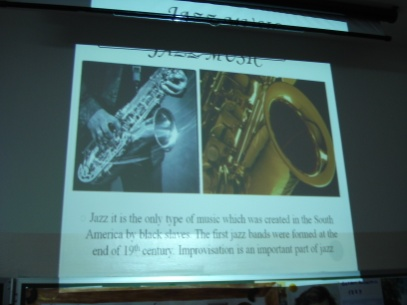 JAZZ MUSIC
JAZZ MUSIC
Jazz it is the only type of music which was created in the South
America by black slaves. The first jazz bands were formed at the
end of 19th century. Improvisation is an important part of jazz